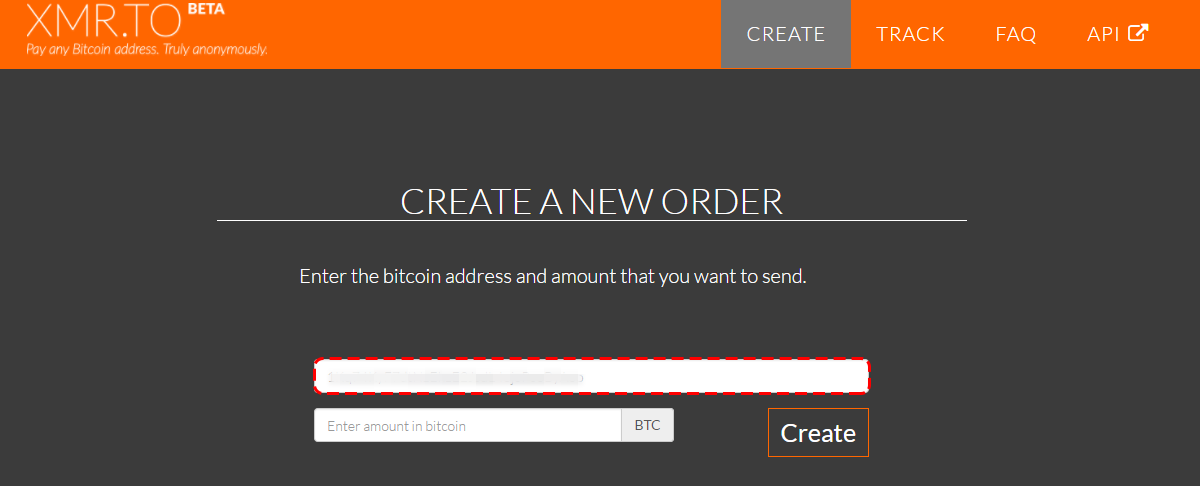 XMR.TO BETA
Pay any Bitcoin address. Truly anonymously.
CREATE TRACK FAQ API
CREATE A NEW ORDER
Enter the bitcoin address and amount that you want to send.
Enter amount in bitcoin BTC
Create